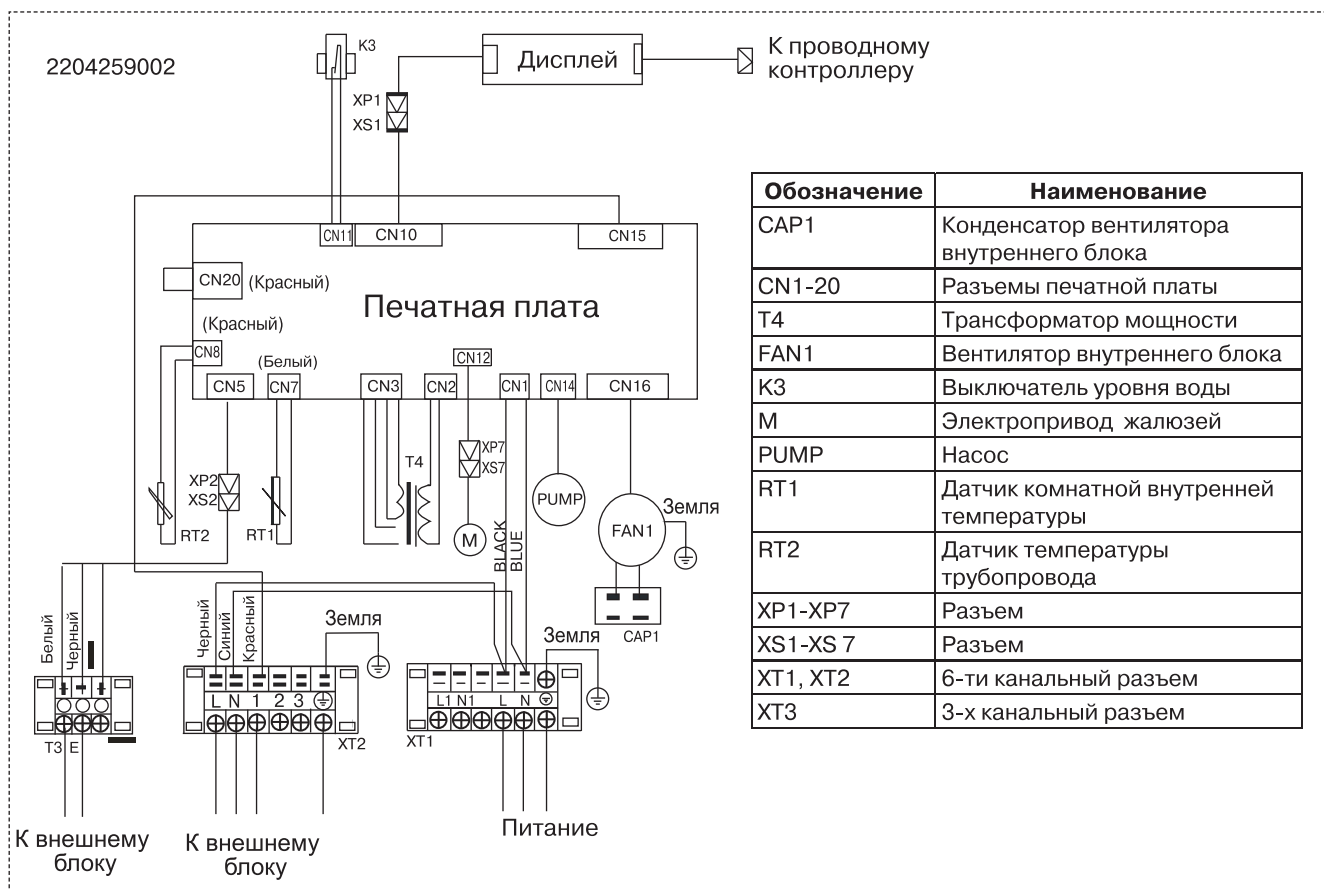 2204259002
K3
XP1
XS1
Дисплей
К проводному
контроллеру
CN11
CN10
CN15
CN20
(Красный)
Печатная плата
(Красный)
CN8
(Белый)
CN5
CN7
CN3
CN2
CN12
CN1
CN14
CN16
XP2
XS2
RT2
RT1
T4
XP7
XS7
M
BLACK
BLUE
PUMP
FAN1
Земля
CAP1
Белый
Черный
Черный
Синий
Красный
Земля
Земля
L N 1 2 3
L1 N1 L N
T3 E
XT2
XT1
К внешнему
блоку
К внешнему
блоку
Питание
Обозначение Наименование
CAP1 Конденсатор вентилятора
внутреннего блока
CN1-20 Разъемы печатной платы
T4 Трансформатор мощности
FAN1 Вентилятор внутреннего блока
K3 Выключатель уровня воды
M Электропривод жалюзей
PUMP Насос
RT1 Датчик комнатной внутренней
температуры
RT2 Датчик температуры
трубопровода
XP1-XP7 Разъем
XS1-XS 7 Разъем
XT1, XT2 6-ти канальный разъем
XT3 3-х канальный разъем